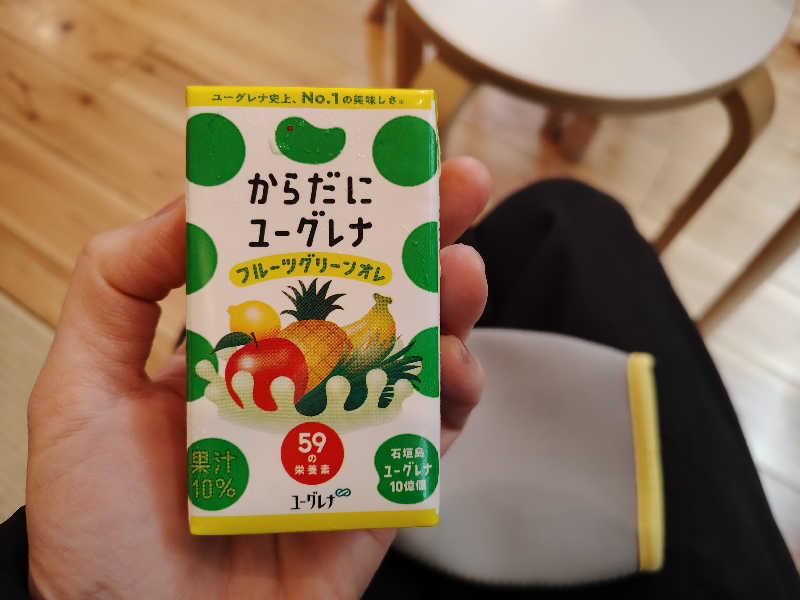 ユーグレナ史上、No.1の美味しさ※
からだに
ユーグレナ
フルーツグリーンオレ
59
の
栄養素
果汁
10%
石垣島
ユーグレナ
10億個
ユーグレナ